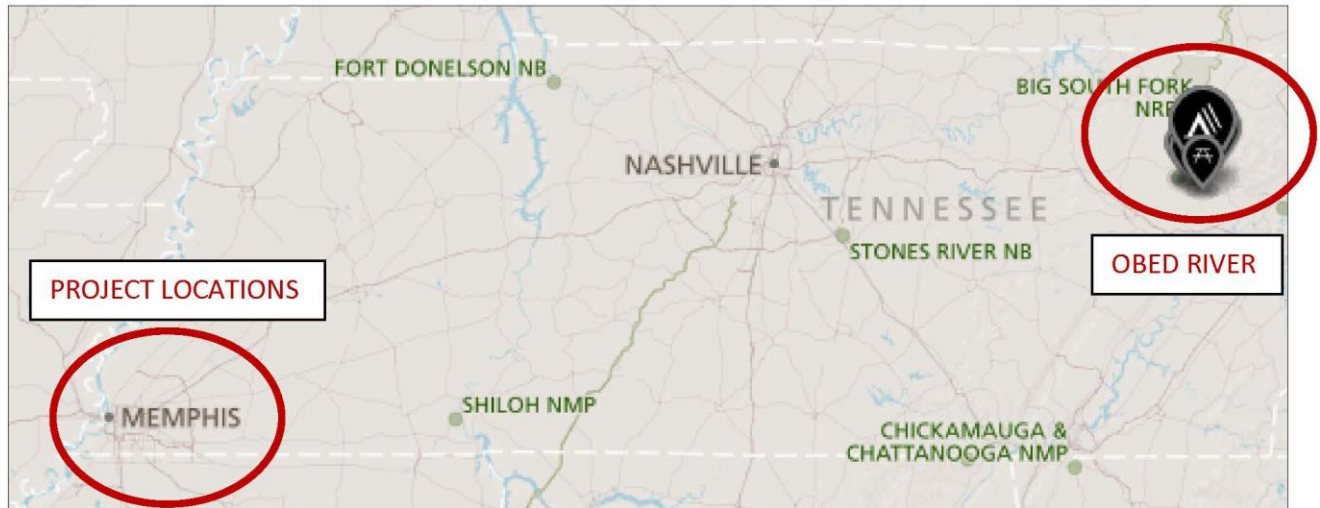 FORT DONELSON NB
BIG SOUTH FORK
NRR
NASHVILLE
TENNESSEE
STONES RIVER NB
OBED RIVER
PROJECT LOCATIONS
MEMPHIS
SHILOH NMP
CHICKAMAUGA &
CHATTANOOGA NMP